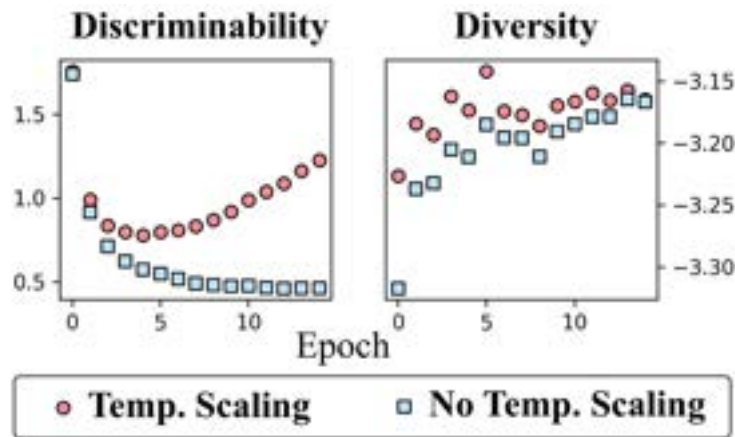 Discriminability Diversity
1.5
1.0
0.5
−3.15
−3.20
−3.25
−3.30
0 5 10 0 5 10
Epoch
Temp. Scaling No Temp. Scaling